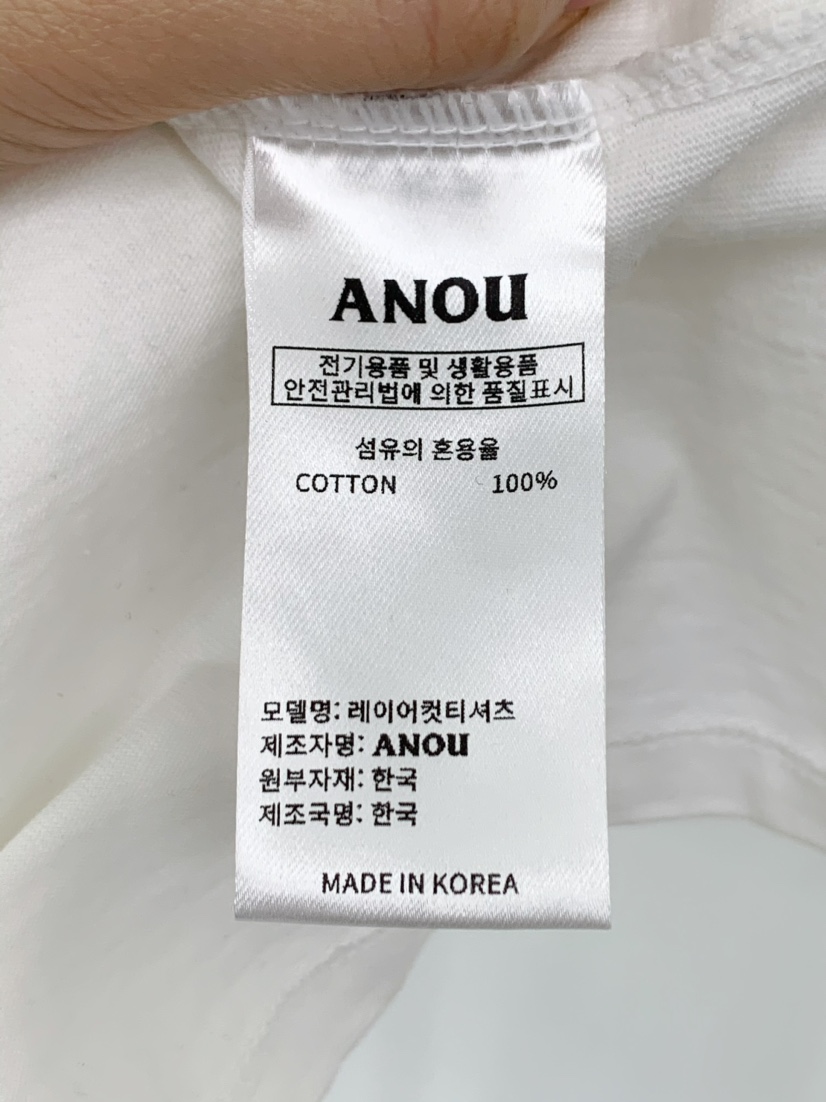 ANOU
전기용품 및 생활용품
안전관리법에 의한 품질표시
섬유의 혼용율
COTTON 100%
모델명: 레이어컷티셔츠
제조자명: ANOU
원부자재: 한국
제조국명: 한국
MADE IN KOREA